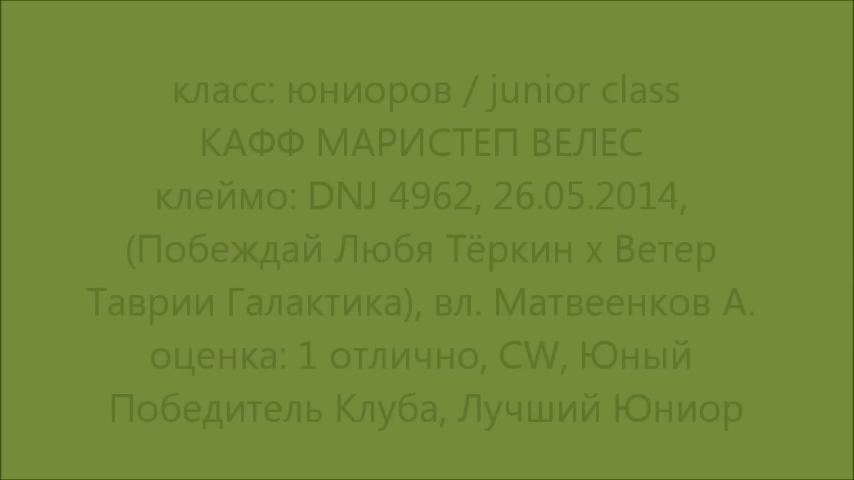 класс: юниоров / junior class
КАФФ МАРИСТЕП ВЕЛЕС
клеймо: DNJ 4962, 26.05.2014,
(Побеждай Любя Тёркин х Ветер
Таврии Галактика), вл. Матвеенков А.
оценка: 1 отлично, CW, Юный
Победитель Клуба, Лучший Юниор